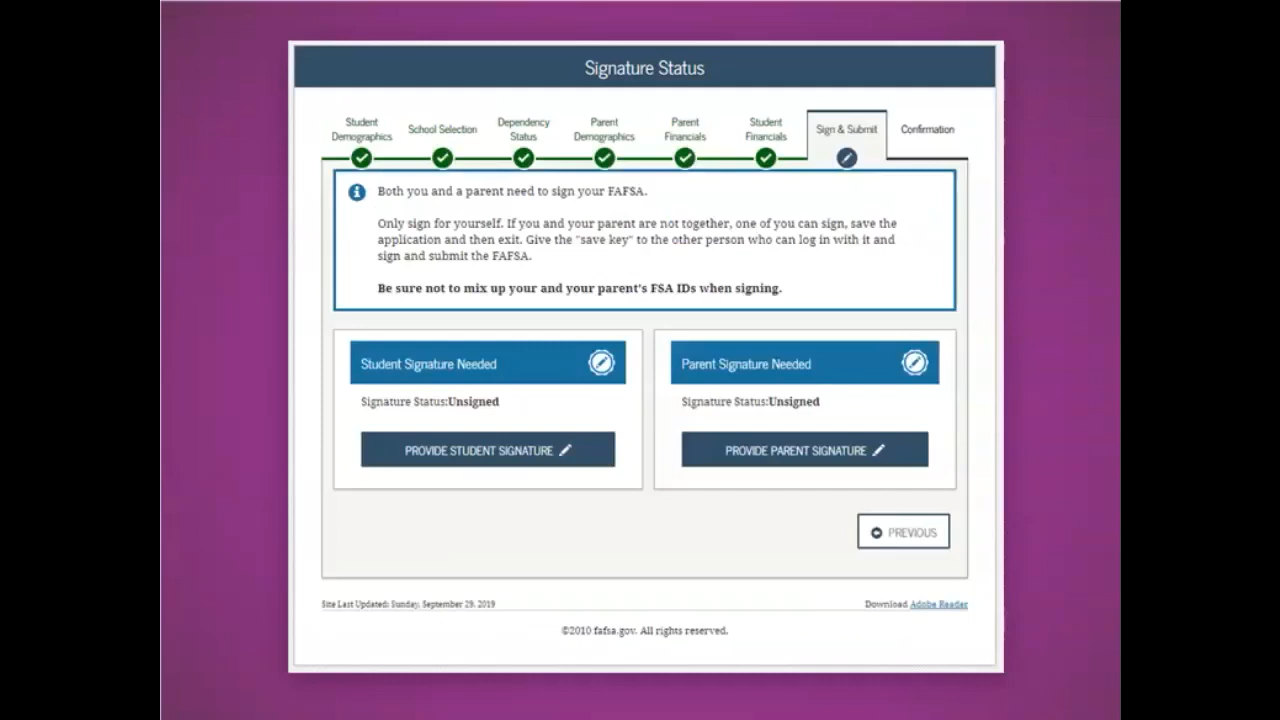 Signature Status
Student Demographics
School Selection
Dependency Status
Parent Demographics
Parent Financials
Student Financials
Sign & Submit
Confirmation
Both you and a parent need to sign your FAFSA.
Only sign for yourself. If you and your parent are not together, one of you can sign, save the
application and then exit. Give the "save key" to the other person who can log in with it and
sign and submit the FAFSA.
Be sure not to mix up your and your parent's FSA IDs when signing.
Student Signature Needed
Signature Status:Unsigned
PROVIDE STUDENT SIGNATURE
Parent Signature Needed
Signature Status:Unsigned
PROVIDE PARENT SIGNATURE
PREVIOUS
Site Last Updated: Sunday, September 29, 2019
Download Adobe Reader
©2010 fafsa.gov. All rights reserved.